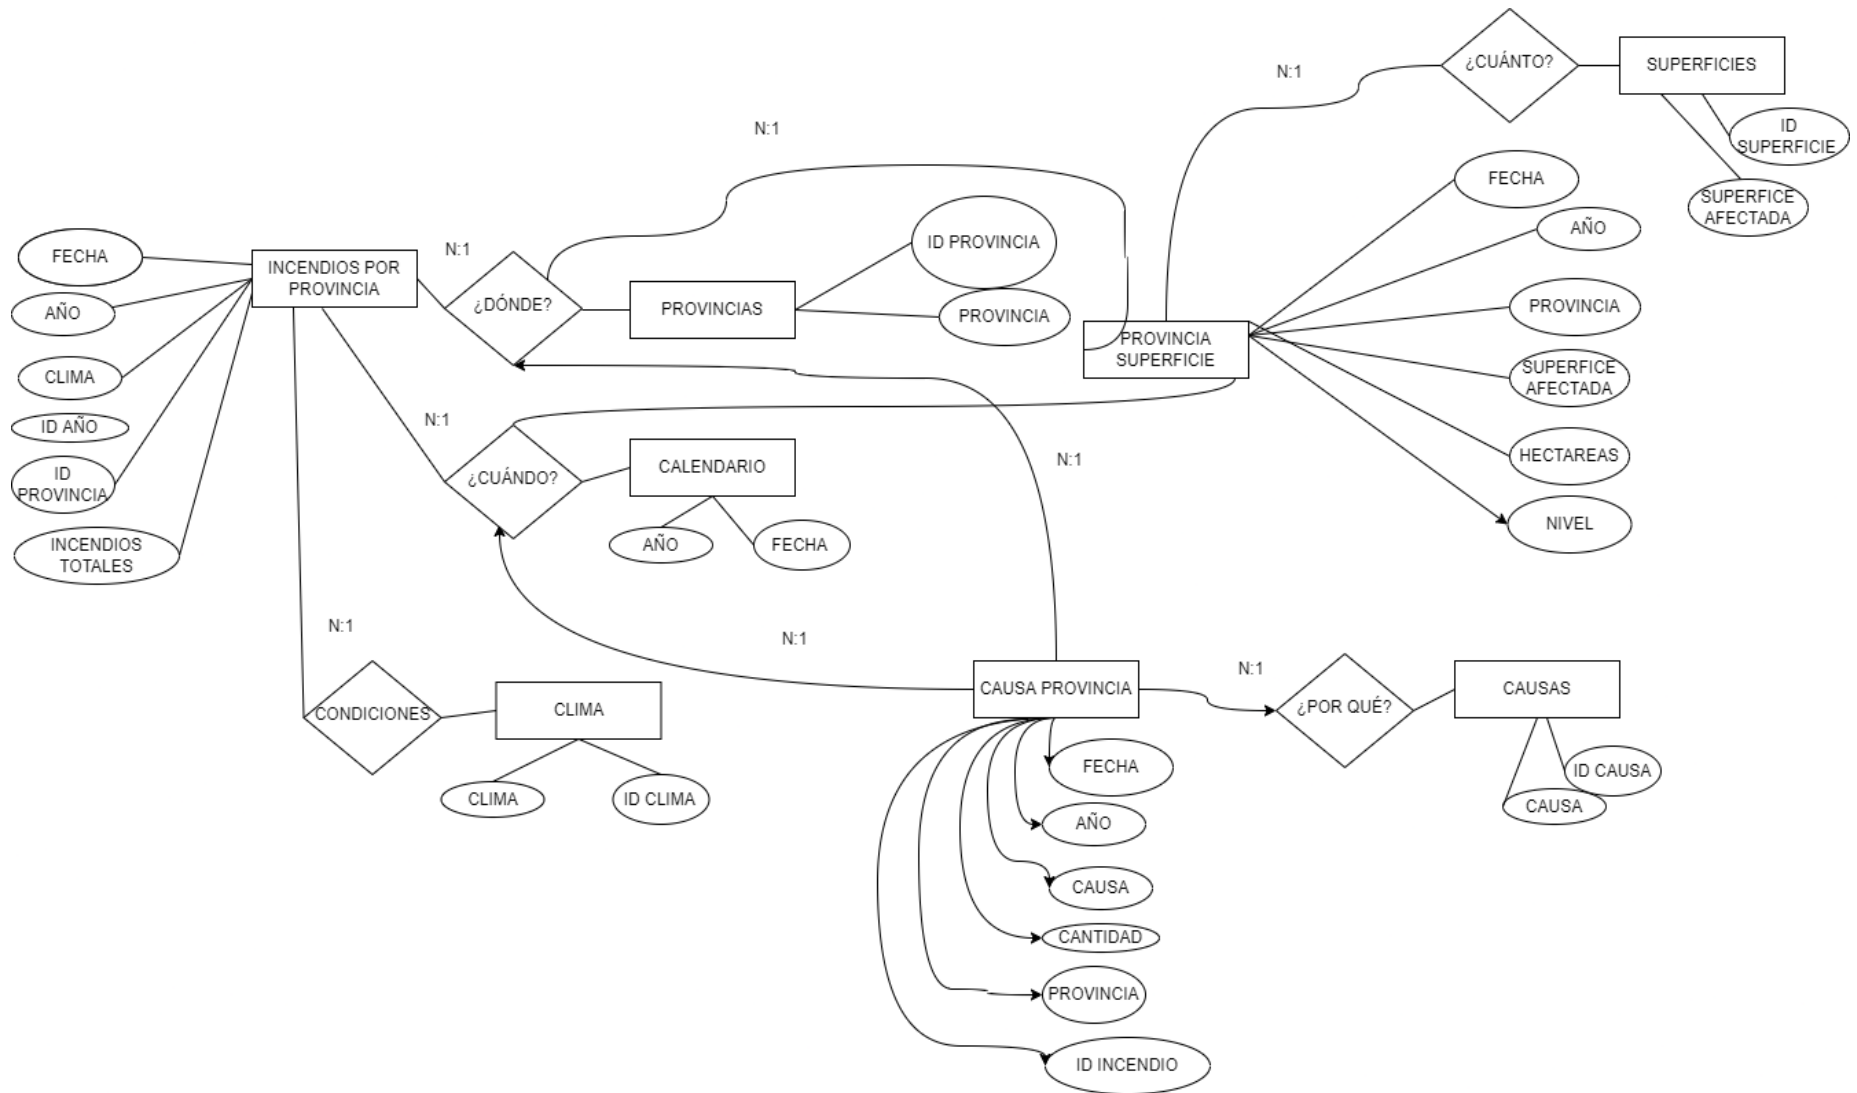 ¿CUÁNTO?
SUPERFICIES
N:1
ID
SUPERFICIE
SUPERFICE
AFECTADA
N:1
FECHA
AÑO
PROVINCIA
SUPERFICE
AFECTADA
HECTAREAS
NIVEL
PROVINCIA
SUPERFICIE
FECHA
AÑO
CLIMA
ID AÑO
ID
PROVINCIA
INCENDIOS
TOTALES
INCENDIOS POR
PROVINCIA
N:1
¿DÓNDE?
PROVINCIAS
ID PROVINCIA
PROVINCIA
N:1
¿CUÁNDO?
CALENDARIO
AÑO
FECHA
N:1
N:1
CONDICIONES
CLIMA
CLIMA
ID CLIMA
N:1
CAUSA PROVINCIA
N:1
¿POR QUÉ?
CAUSAS
ID CAUSA
CAUSA
FECHA
AÑO
CAUSA
CANTIDAD
PROVINCIA
ID INCENDIO